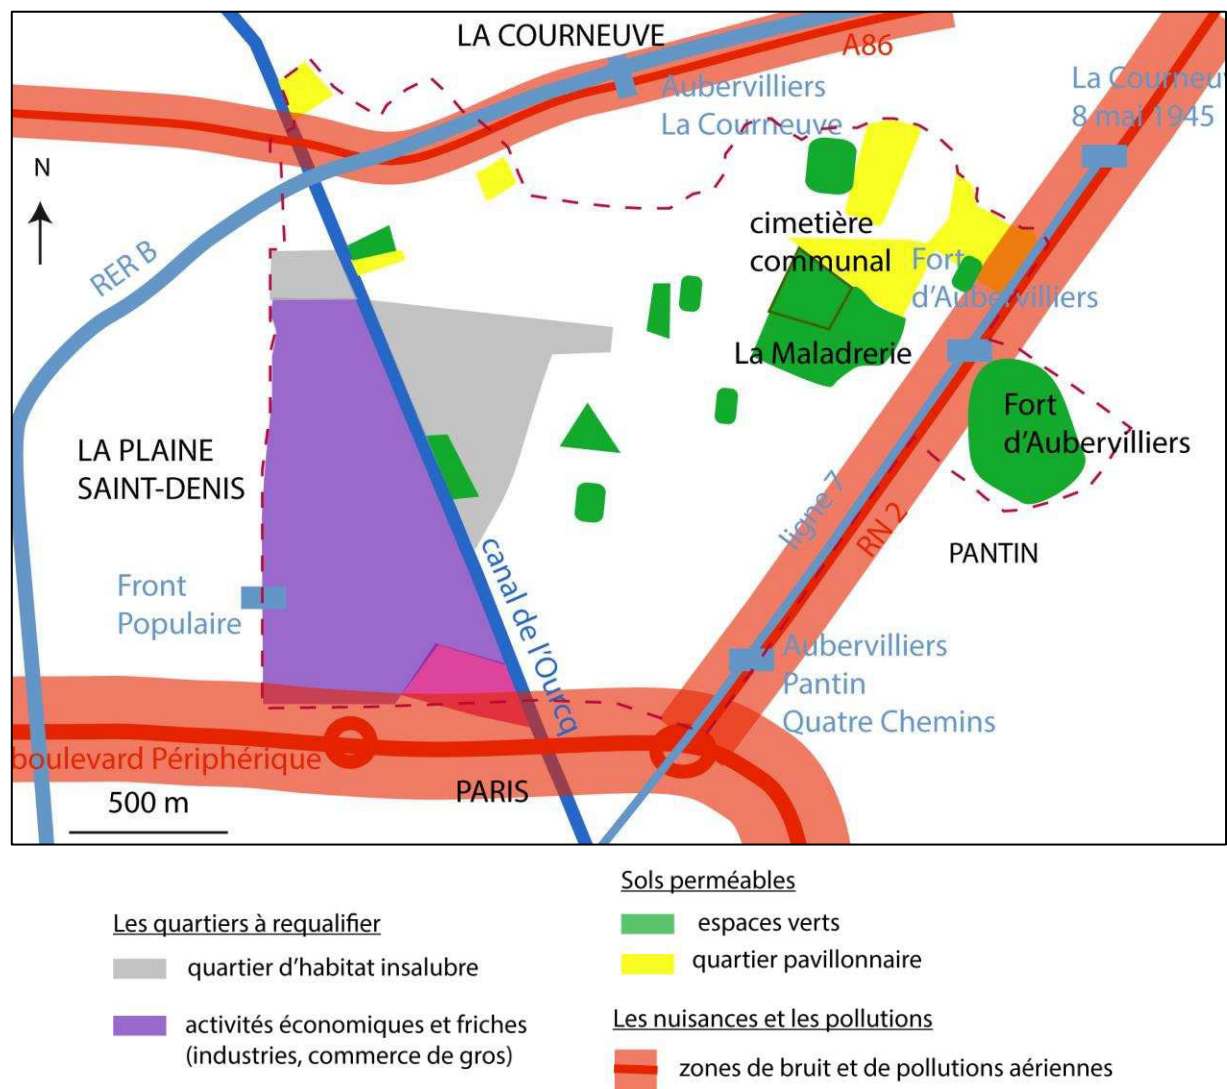 LA COURNEUVE
A86
Aubervilliers
La Courneuve
La Courneuv
8 mai 1945
N
RER B
cimetière
communal
Fort
d'Aubervilliers
La Maladrerie
Fort
d'Aubervilliers
LA PLAINE
SAINT-DENIS
ligne 7
RN 2
PANTIN
canal de l'Ourcq
Front
Populaire
Aubervilliers
Pantin
Quatre Chemins
boulevard Périphérique
PARIS
500 m
Les quartiers à requalifier
quartier d'habitat insalubre
activités économiques et friches
(industries, commerce de gros)
Sols perméables
espaces verts
quartier pavillonnaire
Les nuisances et les pollutions
zones de bruit et de pollutions aériennes